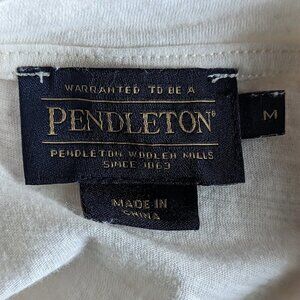 WARRANTED TO BE A
PENDLETON®
M
PENDLETON WOOLEN MILLS
SINCE 1863
MADE IN
CHINA